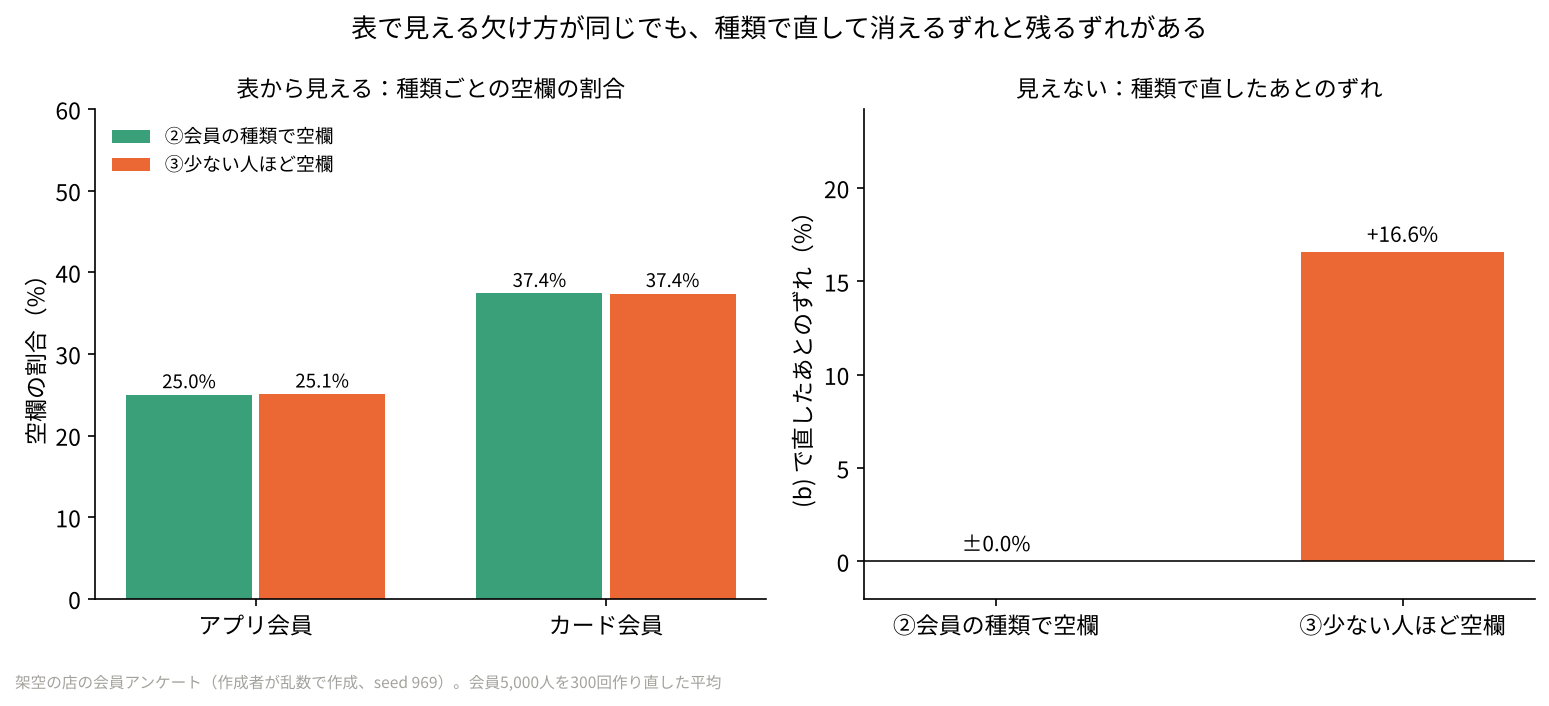 表で見える欠け方が同じでも、種類で直して消えるずれと残るずれがある
表から見える：種類ごとの空欄の割合
空欄の割合（%）
60
50
40
30
20
10
0
②会員の種類で空欄
③少ない人ほど空欄
25.0%
25.1%
37.4%
37.4%
アプリ会員
カード会員
見えない：種類で直したあとのずれ
(b) で直したあとのずれ（%）
20
15
10
5
0
±0.0%
+16.6%
②会員の種類で空欄
③少ない人ほど空欄
架空の店の会員アンケート（作成者が乱数で作成、seed 969）。会員5,000人を300回作り直した平均